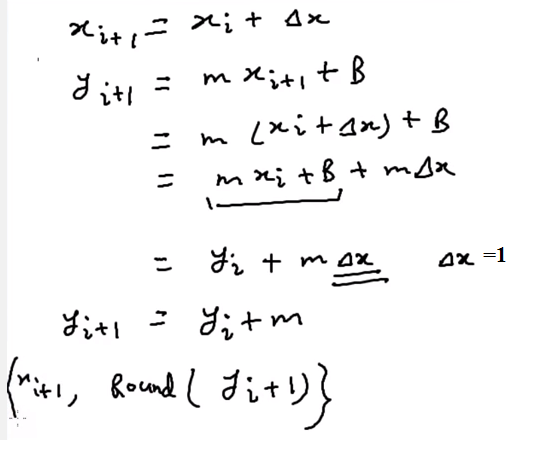 xᵢ₊₁ = xᵢ + Δx
yᵢ₊₁ = m xᵢ₊₁ + B
= m (xᵢ + Δx) + B
= m xᵢ + B + mΔx
= yᵢ + m Δx Δx =1
yᵢ₊₁ = yᵢ + m
{xᵢ₊₁, Round ( yᵢ+1)}